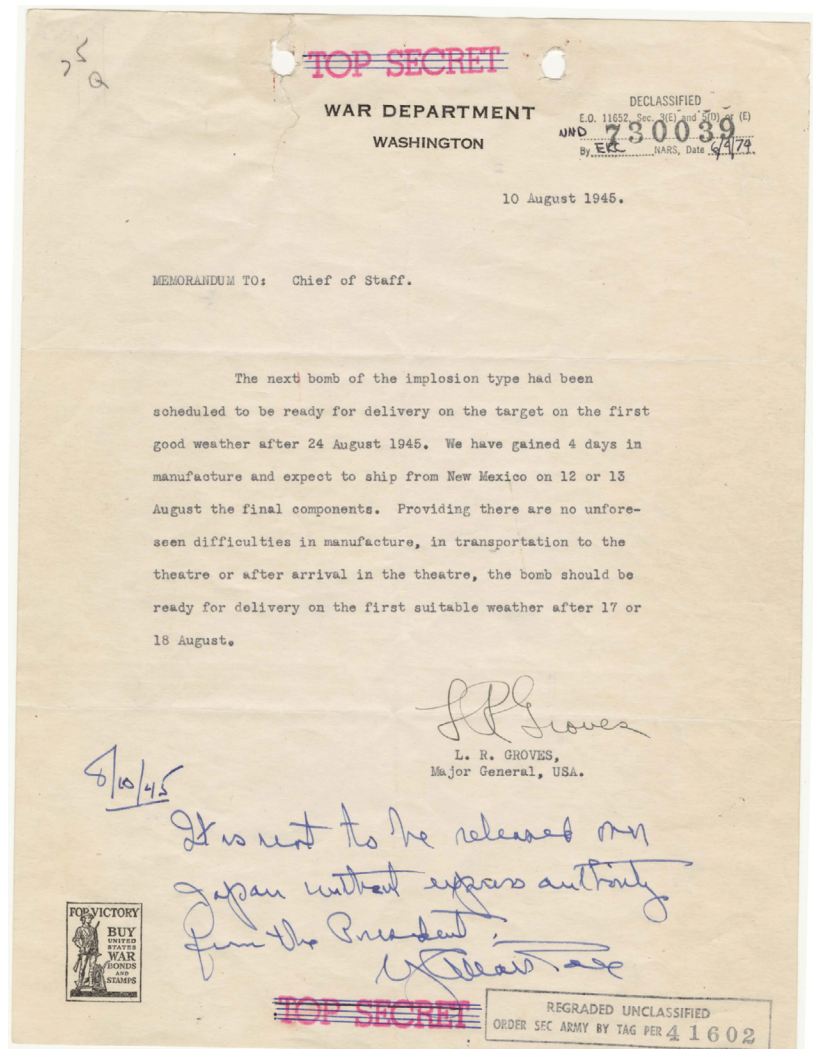 75
Q
TOP SECRET
WAR DEPARTMENT
WASHINGTON
DECLASSIFIED
E.O. 11652, Sec. 3(E) and 5(D) or (E)
NND 730039
By ERC NARS, Date 6/4/74
10 August 1945.
MEMORANDUM TO: Chief of Staff.
The next bomb of the implosion type had been
scheduled to be ready for delivery on the target on the first
good weather after 24 August 1945. We have gained 4 days in
manufacture and expect to ship from New Mexico on 12 or 13
August the final components. Providing there are no unfore-
seen difficulties in manufacture, in transportation to the
theatre or after arrival in the theatre, the bomb should be
ready for delivery on the first suitable weather after 17 or
18 August.
L R Groves
L. R. GROVES,
Major General, USA.
8/10/45
It is not to be released on
Japan without express authority
from the President.
FOR VICTORY
BUY
UNITED
STATES
WAR
BONDS
AND
STAMPS
TOP SECRET
REGRADED UNCLASSIFIED
ORDER SEC ARMY BY TAG PER 41602